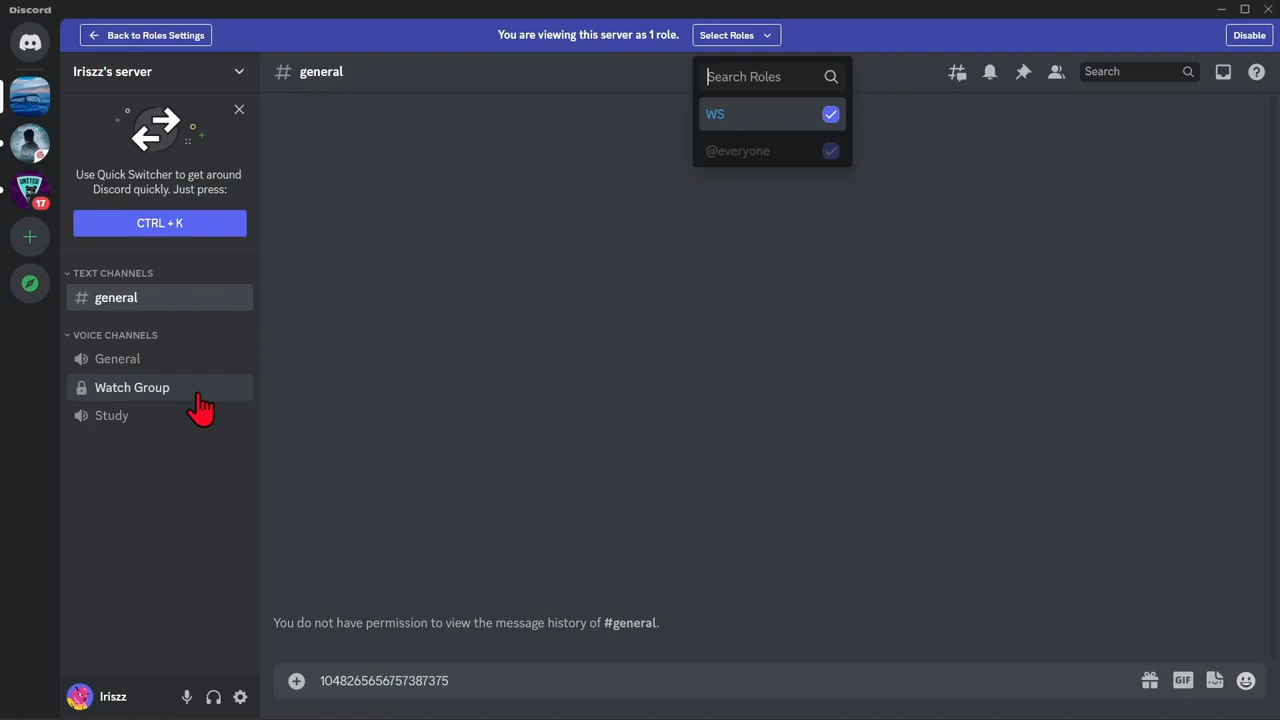 Discord
Back to Roles Settings
You are viewing this server as 1 role.
Select Roles
Disable
Iriszz's server
general
Search
Search Roles
WS
@everyone
Use Quick Switcher to get around
Discord quickly. Just press:
CTRL + K
UNITED
17
TEXT CHANNELS
general
VOICE CHANNELS
General
Watch Group
Study
You do not have permission to view the message history of #general.
Iriszz
1048265656757387375
GIF